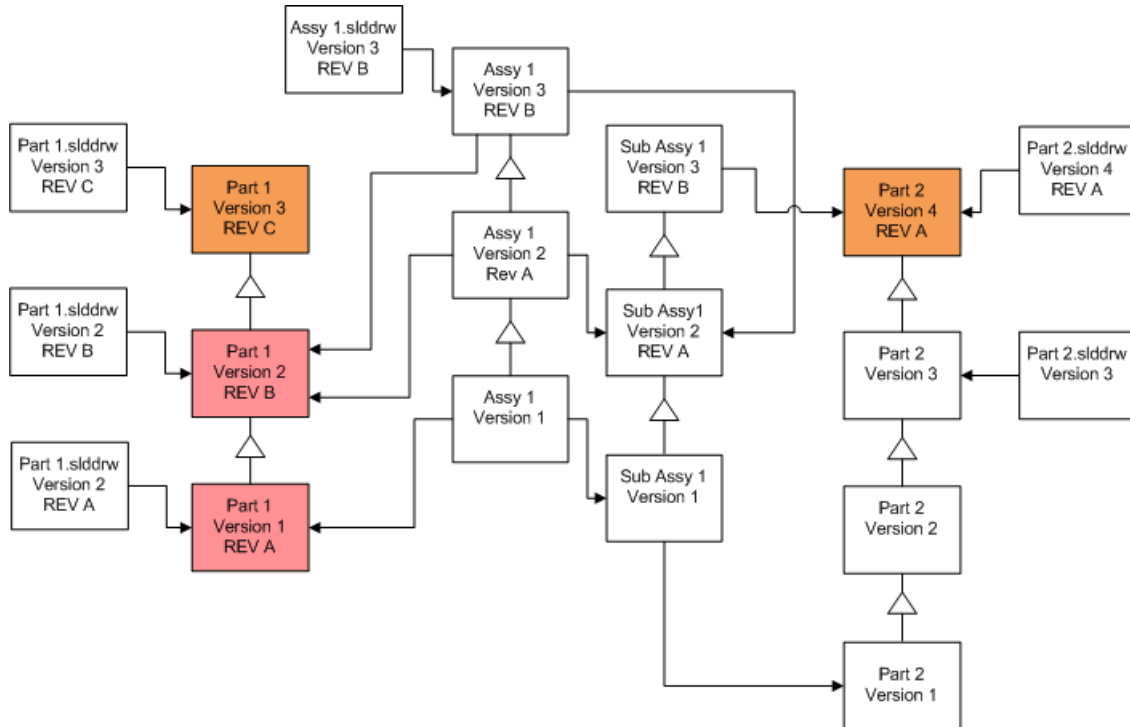 Assy 1.slddrw
Version 3
REV B
Assy 1
Version 3
REV B
Part 1.slddrw
Version 3
REV C
Part 1
Version 3
REV C
Sub Assy 1
Version 3
REV B
Part 2
Version 4
REV A
Part 2.slddrw
Version 4
REV A
Assy 1
Version 2
Rev A
Part 1.slddrw
Version 2
REV B
Part 1
Version 2
REV B
Sub Assy1
Version 2
REV A
Part 2
Version 3
Part 2.slddrw
Version 3
Assy 1
Version 1
Part 1.slddrw
Version 2
REV A
Part 1
Version 1
REV A
Sub Assy 1
Version 1
Part 2
Version 2
Part 2
Version 1